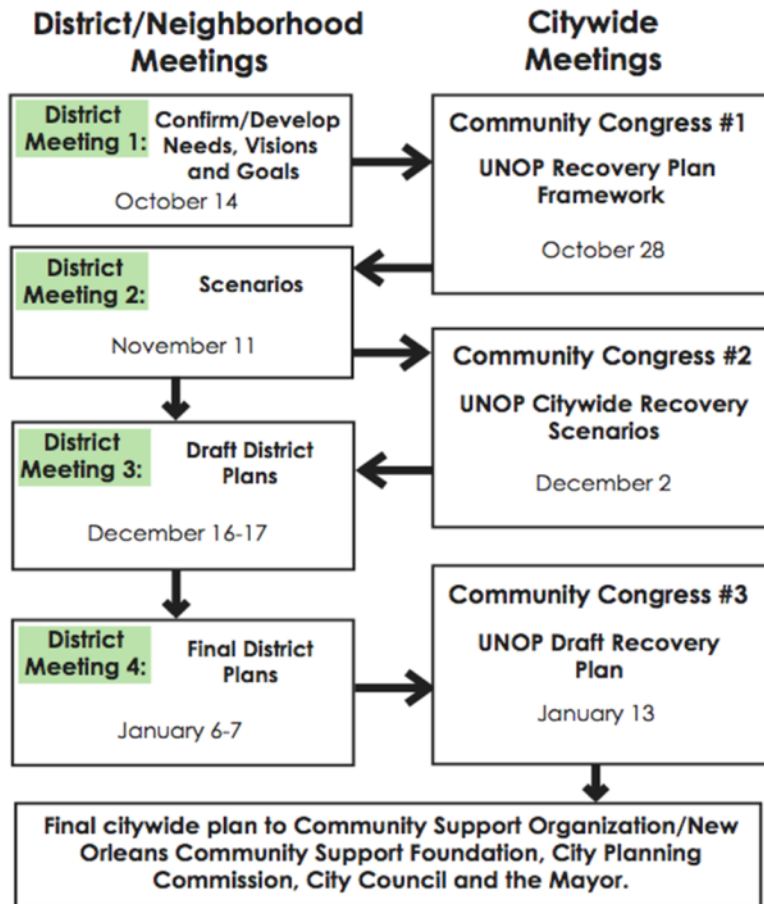 District/Neighborhood
Meetings
Citywide
Meetings
District
Meeting 1:
Confirm/Develop
Needs, Visions
and Goals
October 14
Community Congress #1
UNOP Recovery Plan
Framework
October 28
District
Meeting 2:
Scenarios
November 11
Community Congress #2
UNOP Citywide Recovery
Scenarios
December 2
District
Meeting 3:
Draft District
Plans
December 16-17
District
Meeting 4:
Final District
Plans
January 6-7
Community Congress #3
UNOP Draft Recovery
Plan
January 13
Final citywide plan to Community Support Organization/New
Orleans Community Support Foundation, City Planning
Commission, City Council and the Mayor.